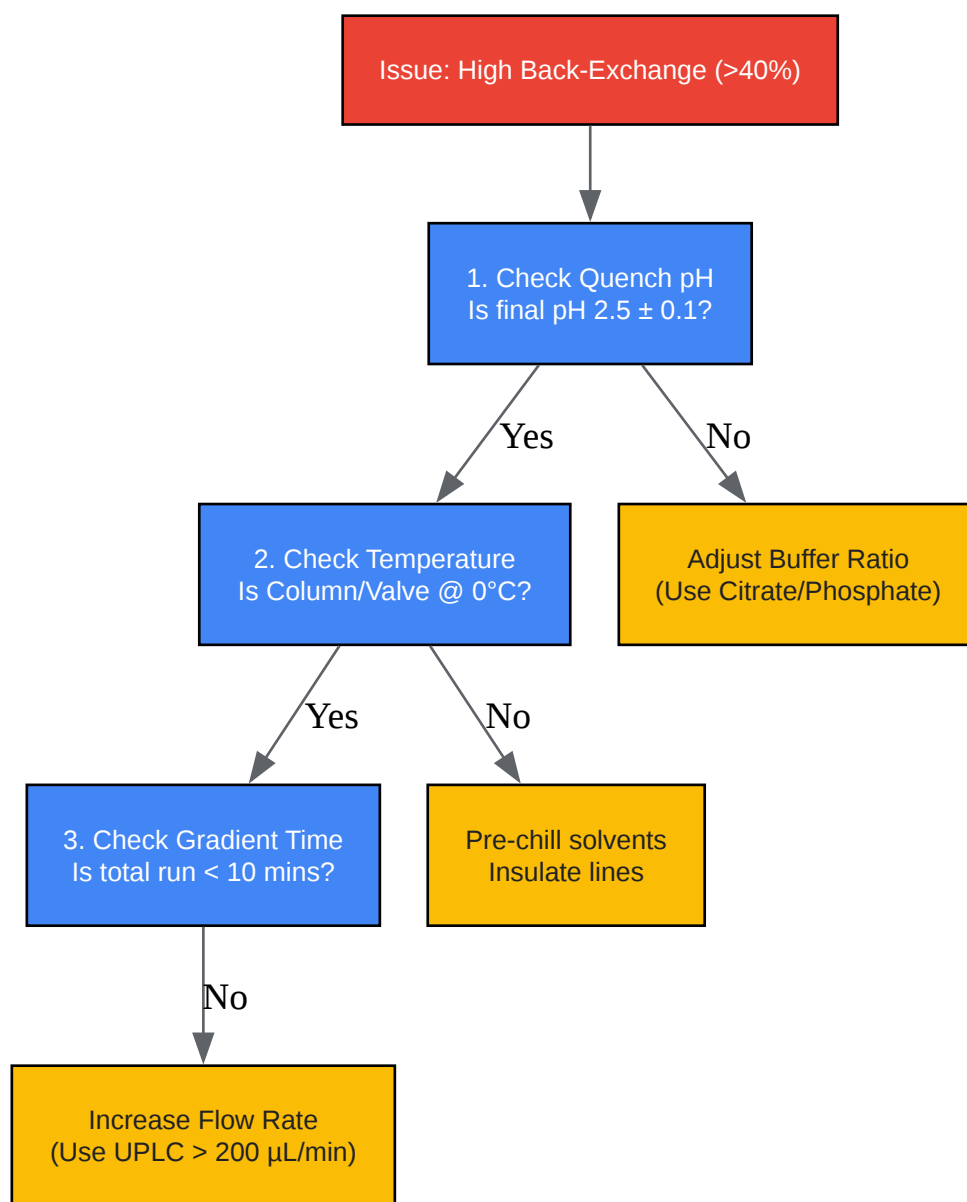 Issue: High Back-Exchange (>40%)
1. Check Quench pH
Is final pH 2.5 ± 0.1?
Yes
No
2. Check Temperature
Is Column/Valve @ 0°C?
Adjust Buffer Ratio
(Use Citrate/Phosphate)
Yes
No
3. Check Gradient Time
Is total run < 10 mins?
Pre-chill solvents
Insulate lines
No
Increase Flow Rate
(Use UPLC > 200 µL/min)